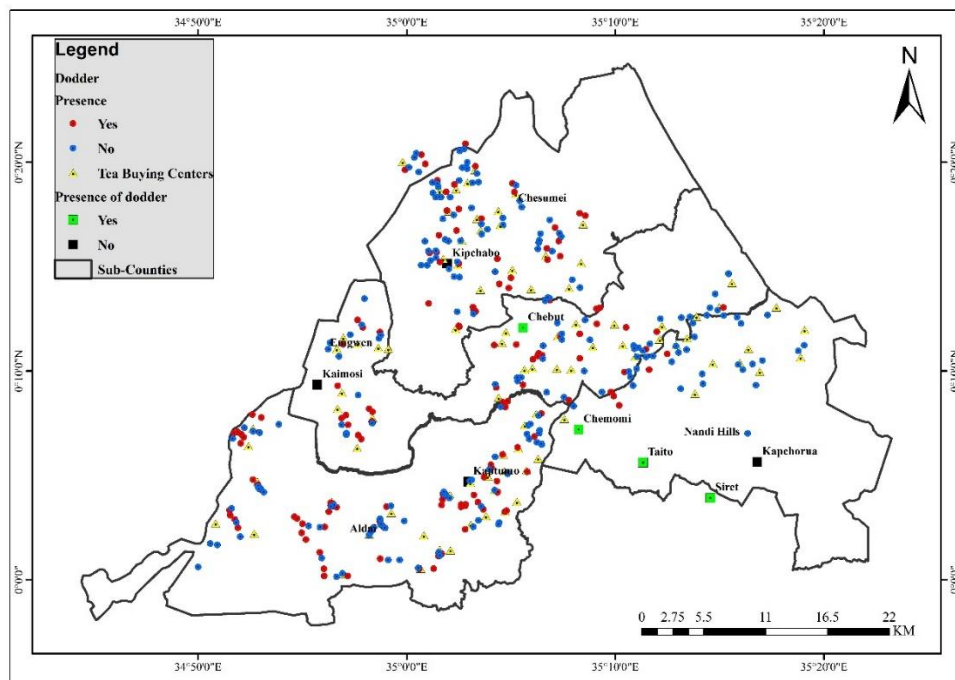 34°50'0"E
35°0'0"E
35°10'0"E
35°20'0"E
Legend
Dodder
Presence
Yes
No
Tea Buying Centers
Presence of dodder
Yes
No
Sub-Counties
N
0°20'0"N
Chesumei
Kipchabo
Chebut
Emgwen
0°10'0"N
Kaimosi
Chemomi
Nandi Hills
Taito
Kapchorua
Kaptumo
Siret
Aldai
0°0'0"
0 2.75 5.5 11 16.5 22
KM
34°50'0"E
35°0'0"E
35°10'0"E
35°20'0"E